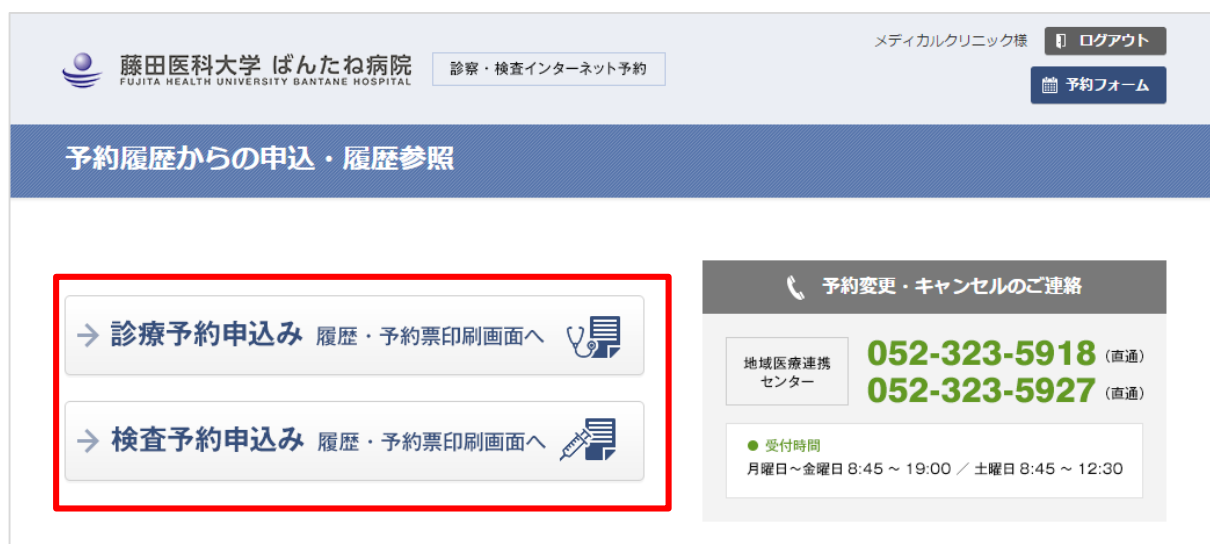 メディカルクリニック様
ログアウト
藤田医科大学 ばんたね病院
FUJITA HEALTH UNIVERSITY BANTANE HOSPITAL
診察・検査インターネット予約
予約フォーム
予約履歴からの申込・履歴参照
診療予約申込み 履歴・予約票印刷画面へ
検査予約申込み 履歴・予約票印刷画面へ
予約変更・キャンセルのご連絡
地域医療連携
センター
052-323-5918 (直通)
052-323-5927 (直通)
● 受付時間
月曜日～金曜日 8:45 ~ 19:00 ／ 土曜日 8:45 ~ 12:30